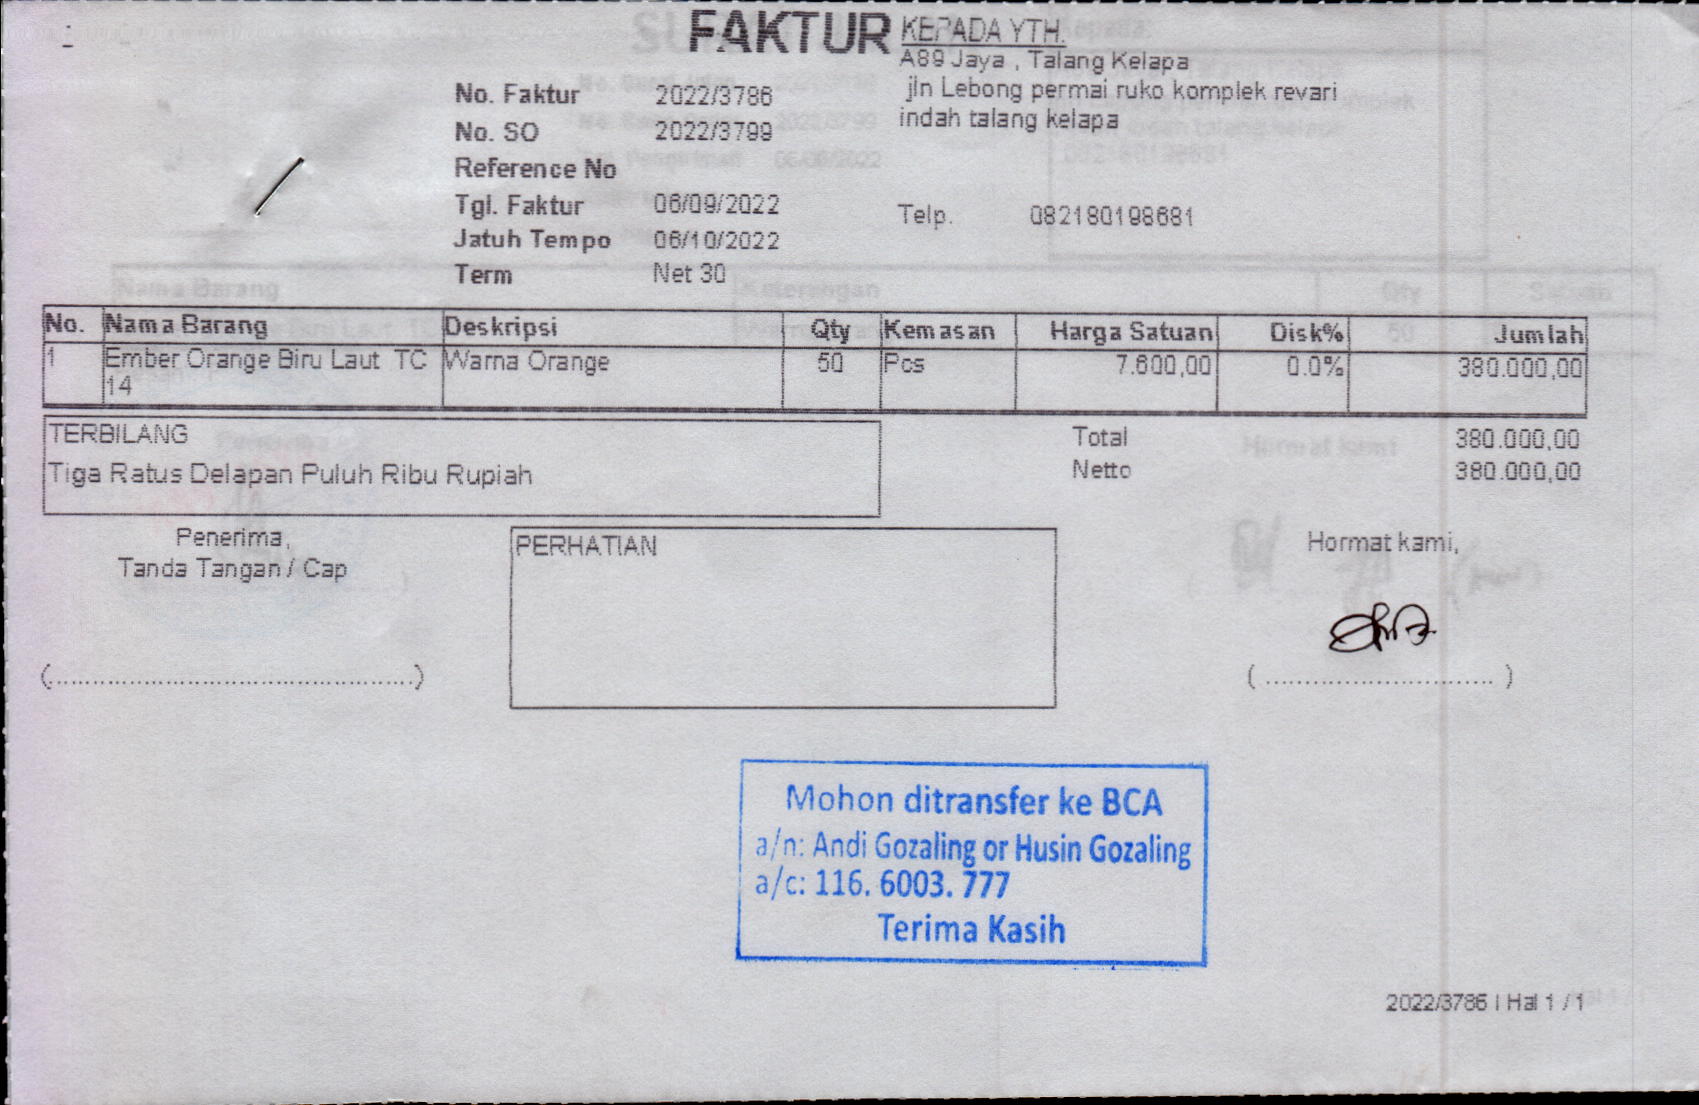 FAKTUR
KEPADA YTH.
A89 Jaya , Talang Kelapa
jln Lebong permai ruko komplek revari
indah talang kelapa
No. Faktur 2022/3786
No. SO 2022/3799
Reference No
Tgl. Faktur 06/09/2022
Telp. 082180198681
Jatuh Tempo 06/10/2022
Term Net 30
No. Nama Barang Deskripsi Qty Kemasan Harga Satuan Disk% Jumlah
1 Ember Orange Biru Laut TC Warna Orange 50 Pcs 7.600,00 0.0% 380.000,00
14
TERBILANG
Tiga Ratus Delapan Puluh Ribu Rupiah
Total 380.000,00
Netto 380.000,00
Penerima,
Tanda Tangan / Cap
(..............................................)
PERHATIAN
Hormat kami,
( ............................. )
Mohon ditransfer ke BCA
a/n: Andi Gozaling or Husin Gozaling
a/c: 116. 6003. 777
Terima Kasih
2022/3786 | Hal 1 / 1